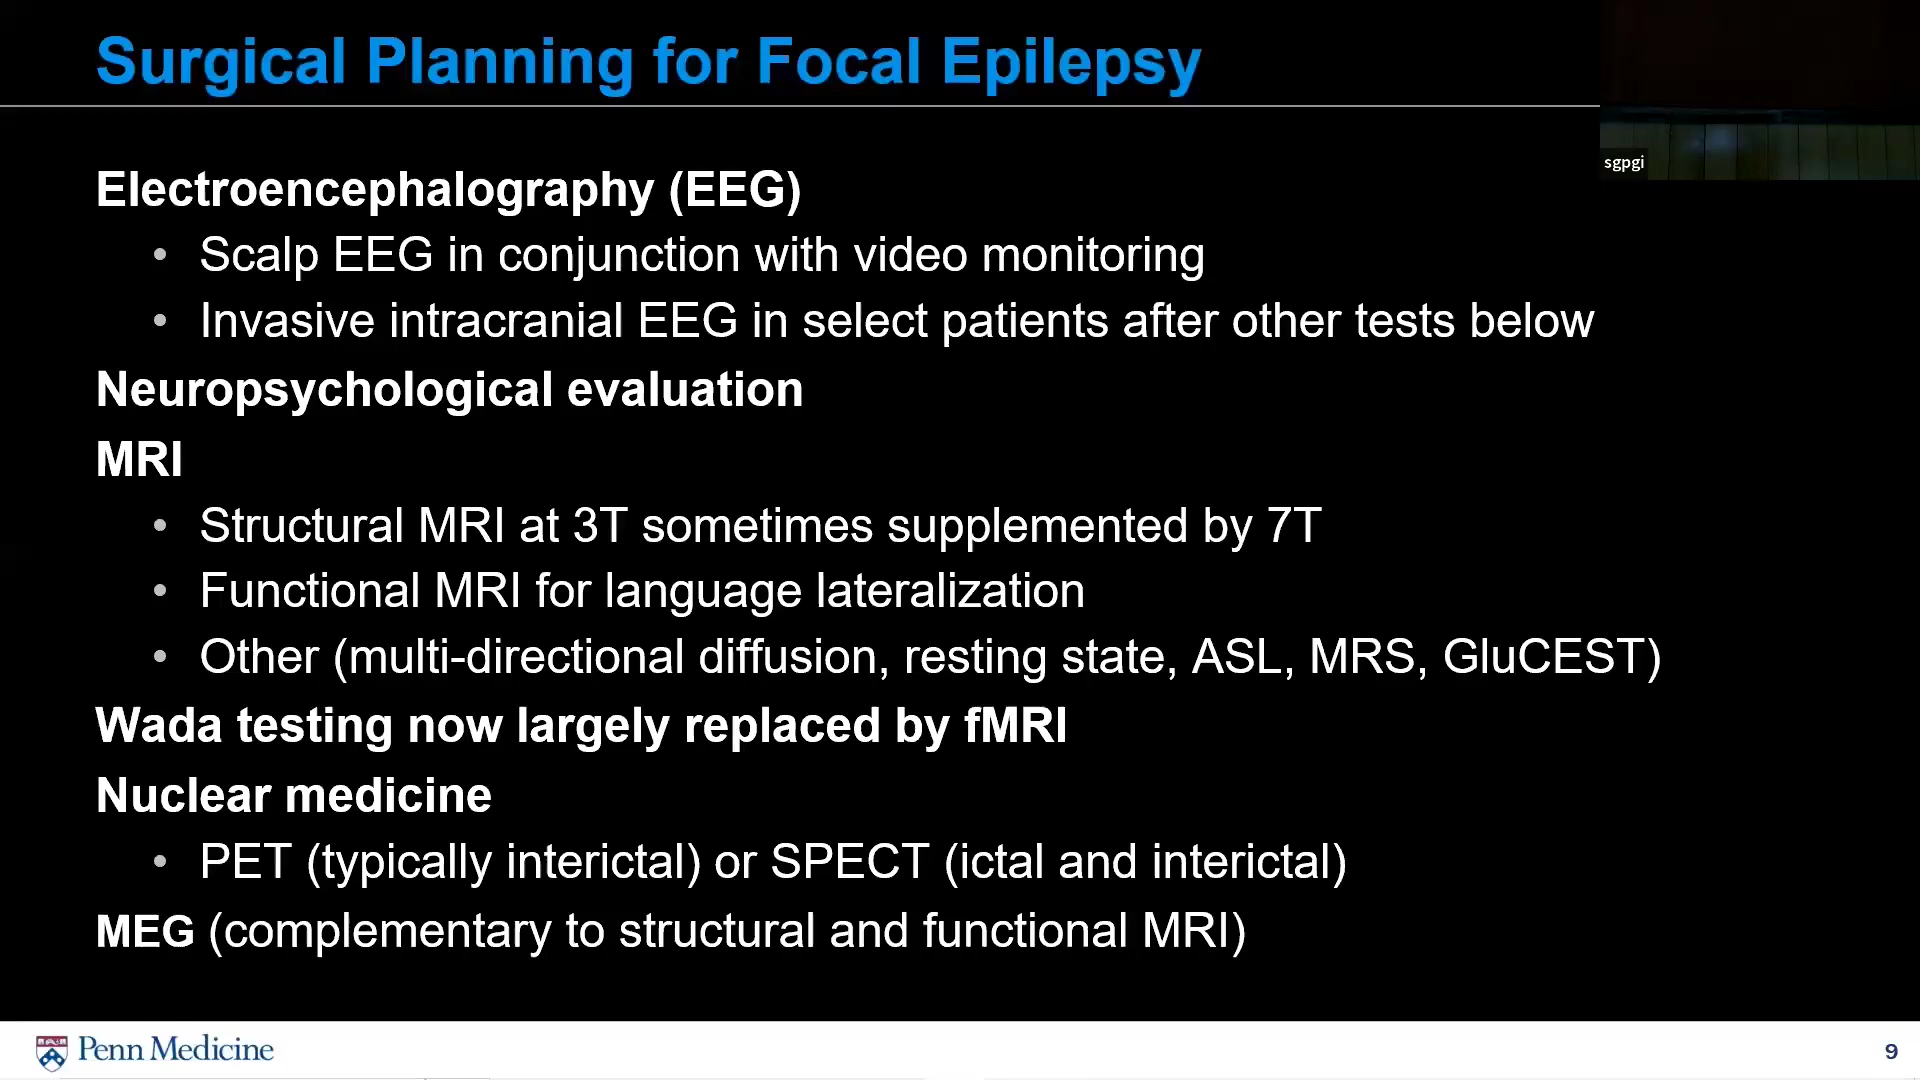 Surgical Planning for Focal Epilepsy
sgpgi
Electroencephalography (EEG)
• Scalp EEG in conjunction with video monitoring
• Invasive intracranial EEG in select patients after other tests below
Neuropsychological evaluation
MRI
• Structural MRI at 3T sometimes supplemented by 7T
• Functional MRI for language lateralization
• Other (multi-directional diffusion, resting state, ASL, MRS, GluCEST)
Wada testing now largely replaced by fMRI
Nuclear medicine
• PET (typically interictal) or SPECT (ictal and interictal)
MEG (complementary to structural and functional MRI)
Penn Medicine
9